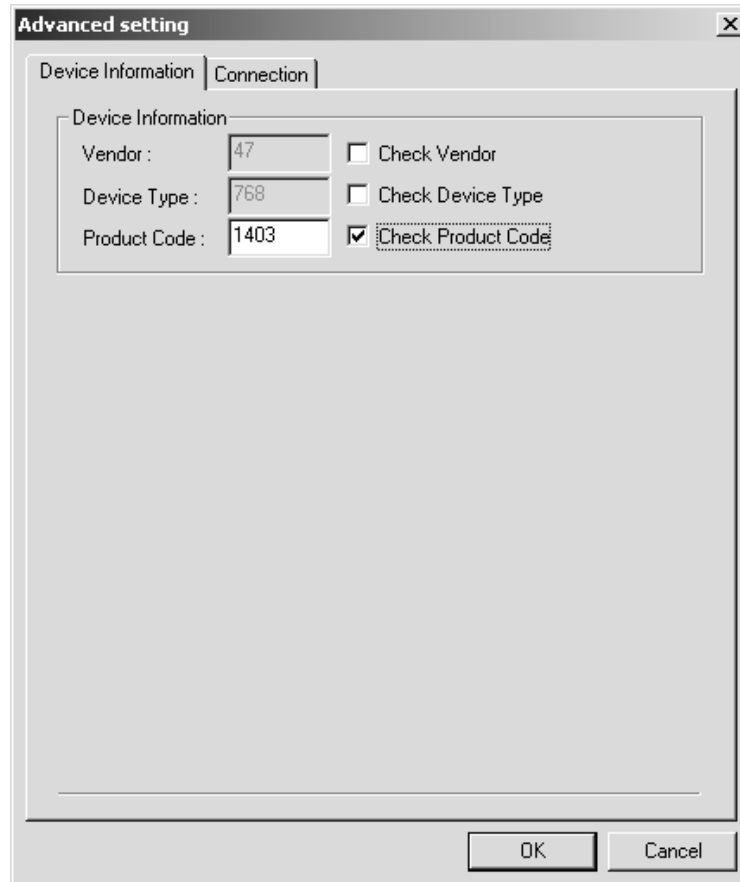 Advanced setting
Device Information Connection
Device Information
Vendor : 47 Check Vendor
Device Type : 768 Check Device Type
Product Code : 1403 Check Product Code
OK Cancel